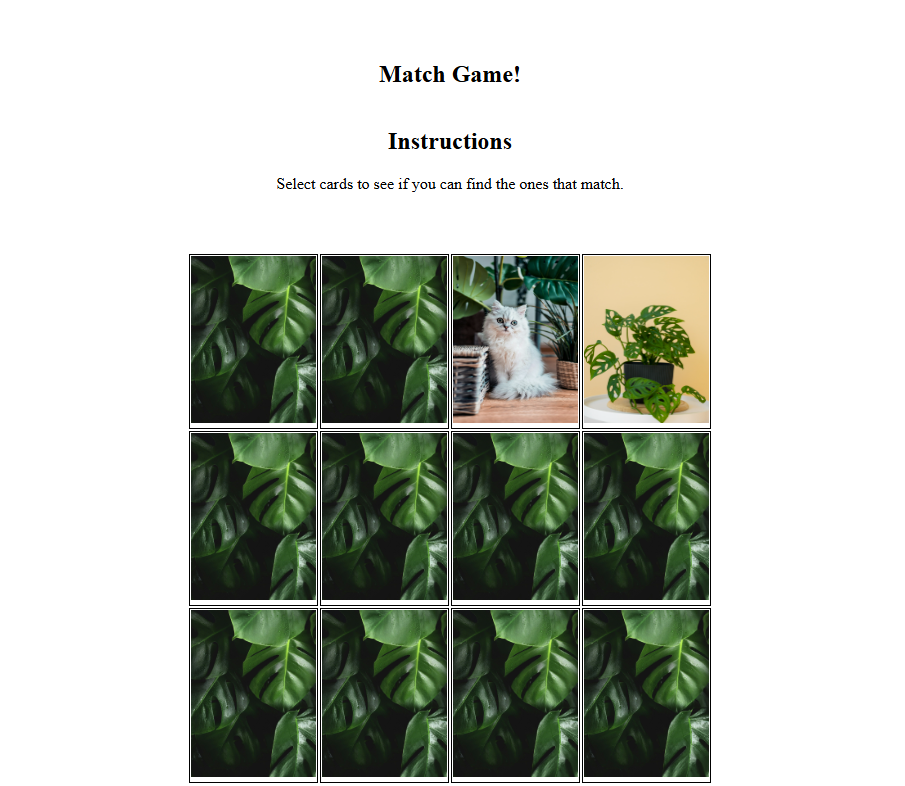 Match Game!
Instructions
Select cards to see if you can find the ones that match.